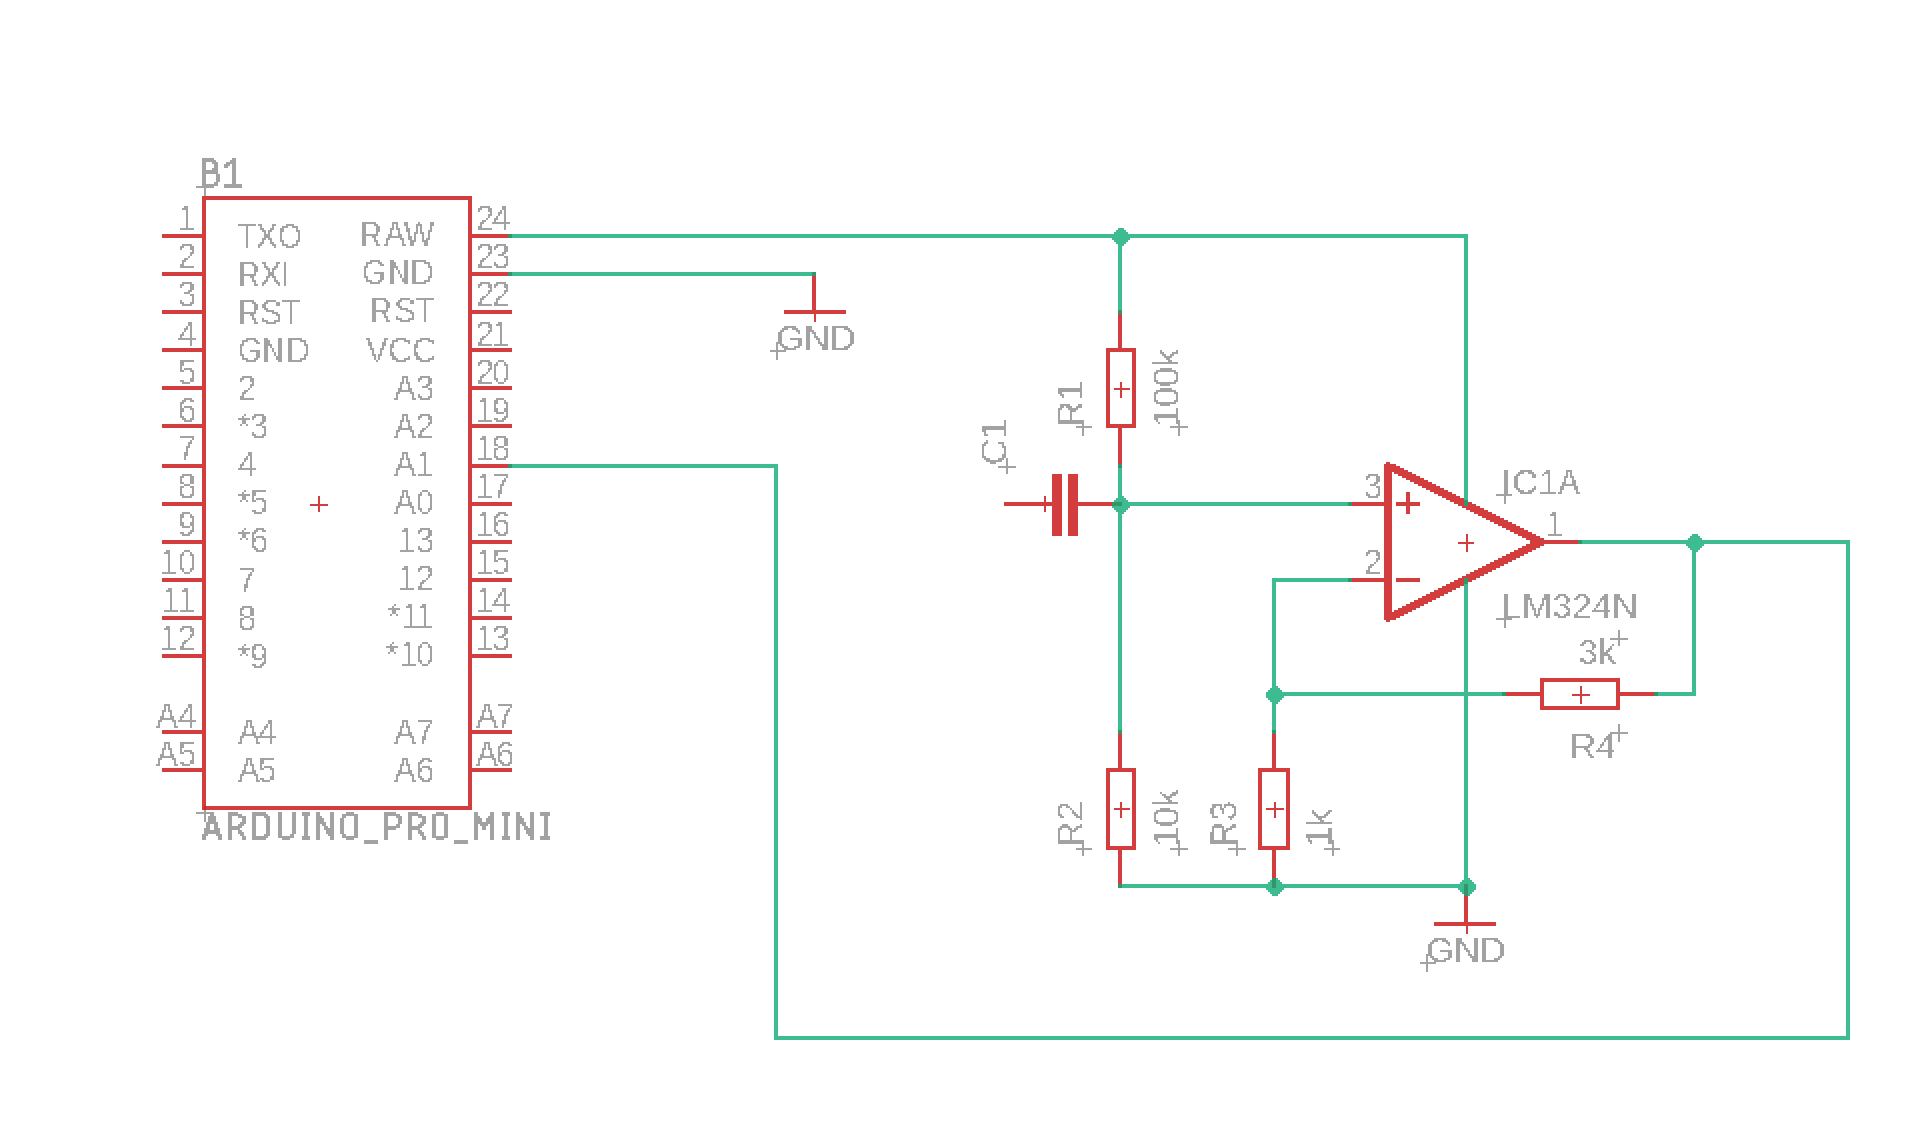 B1
1 TXO RAW 24
2 RXI GND 23
3 RST RST 22
4 GND VCC 21
5 2 A3 20
6 *3 A2 19
7 4 A1 18
8 *5 A0 17
9 *6 13 16
10 7 12 15
11 8 *11 14
12 *9 *10 13
A4 A4 A7 A7
A5 A5 A6 A6
ARDUINO_PRO_MINI
GND
R1
100k
C1
3
2
1
IC1A
LM324N
3k
R4
R2
10k
R3
1k
GND